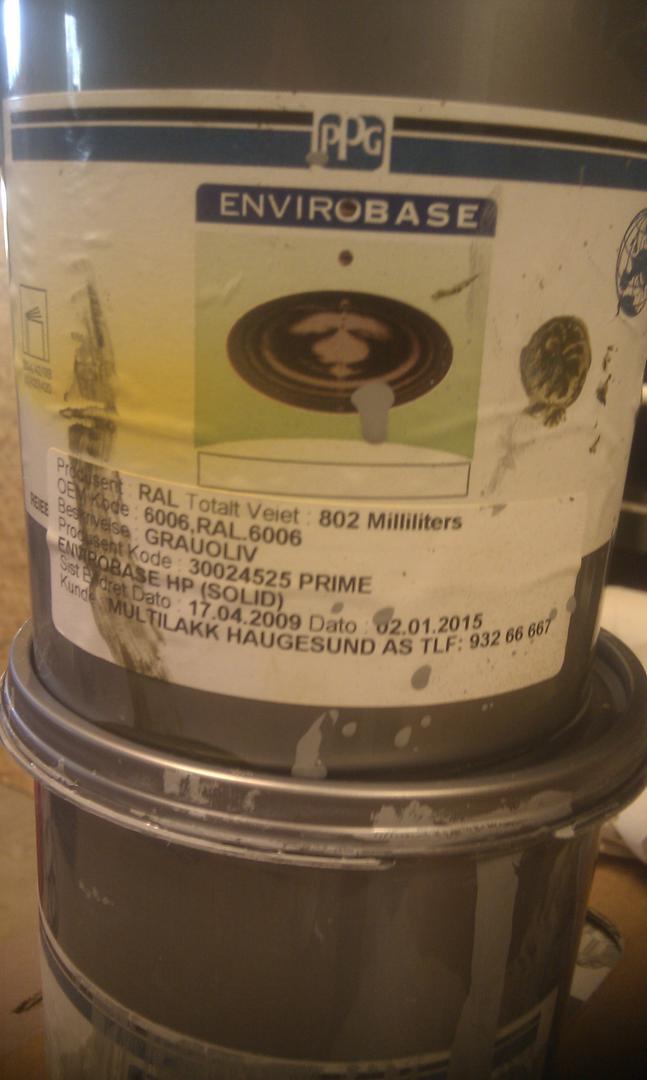 PPG
ENVIROBASE
Produsent : RAL Totalt Veiet : 802 Milliliters
OEM Kode : 6006,RAL.6006
Beskrivelse : GRAUOLIV
Produsent Kode : 30024525 PRIME
ENVIROBASE HP (SOLID)
Sist Endret Dato : 17.04.2009 Dato : 02.01.2015
Kunde MULTILAKK HAUGESUND AS TLF: 932 66 667